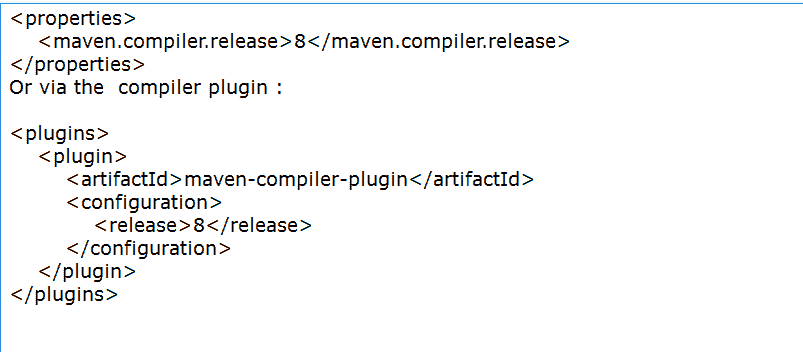 <properties>
<maven.compiler.release>8</maven.compiler.release>
</properties>
Or via the  compiler plugin :
<plugins>
<plugin>
<artifactId>maven-compiler-plugin</artifactId>
<configuration>
<release>8</release>
</configuration>
</plugin>
</plugins>